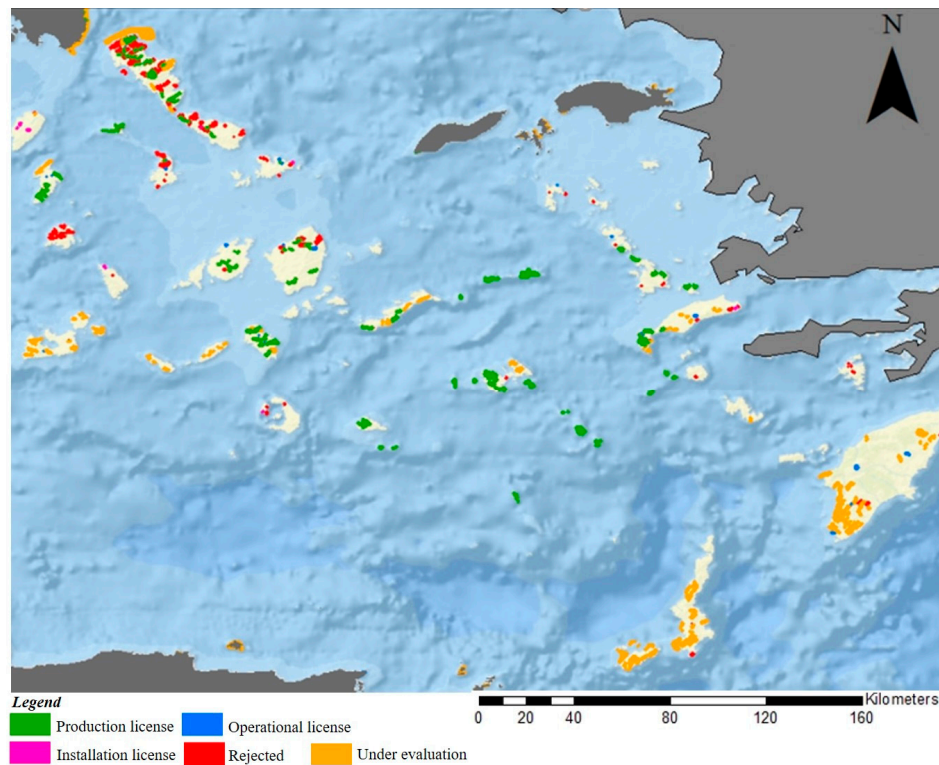 N
Kilometers
0 20 40 80 120 160
Legend
Production license
Operational license
Installation license
Rejected
Under evaluation